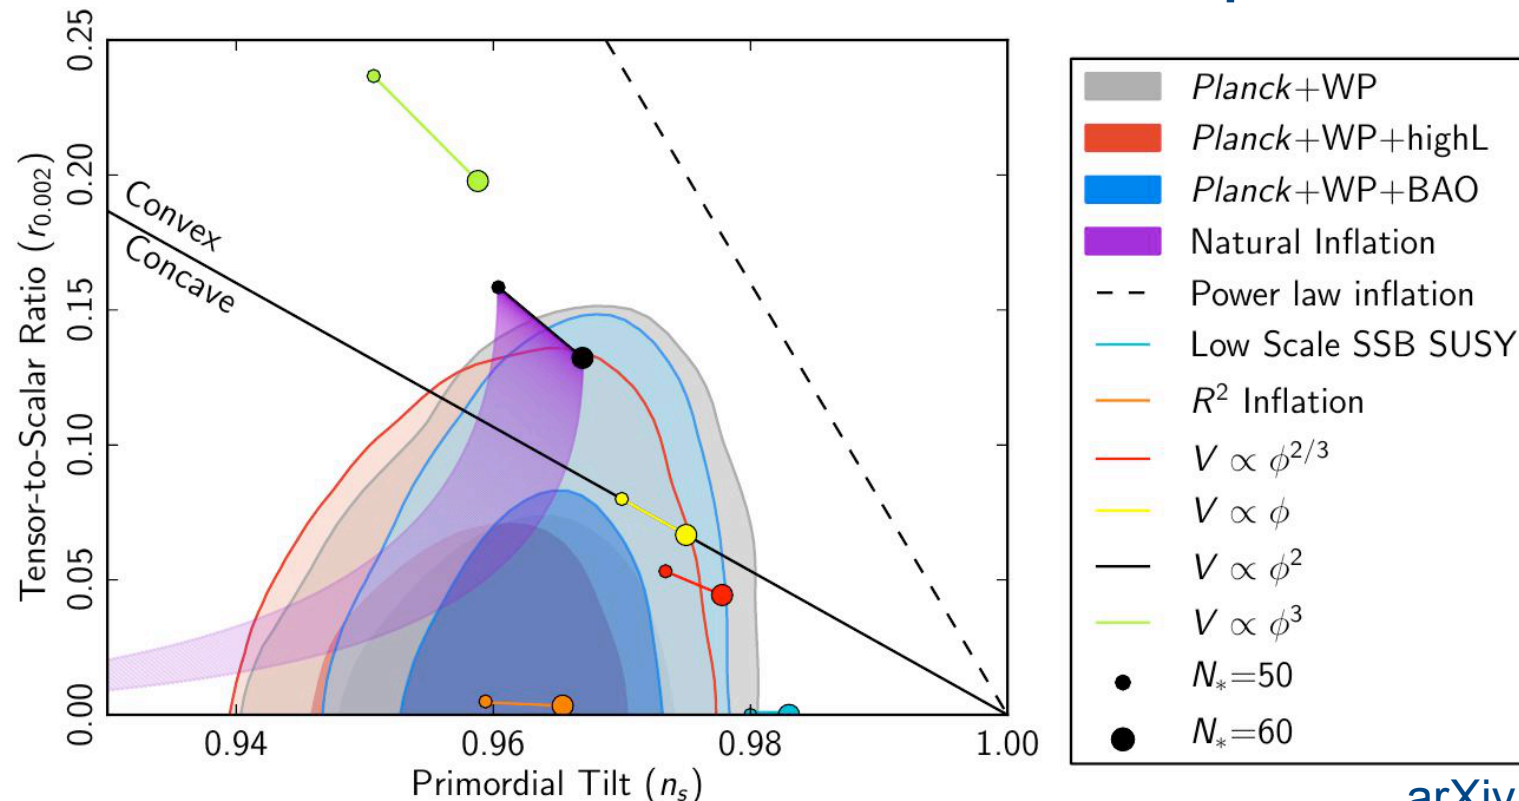 0.25
0.20
0.15
0.10
0.05
0.00
Tensor-to-Scalar Ratio (r₀.₀₀₂)
Convex
Concave
0.94
0.96
0.98
1.00
Primordial Tilt (nₛ)
Planck+WP
Planck+WP+highL
Planck+WP+BAO
Natural Inflation
Power law inflation
Low Scale SSB SUSY
R² Inflation
V ∝ ϕ^{2/3}
V ∝ ϕ
V ∝ ϕ²
V ∝ ϕ³
N*=50
N*=60
arXiv